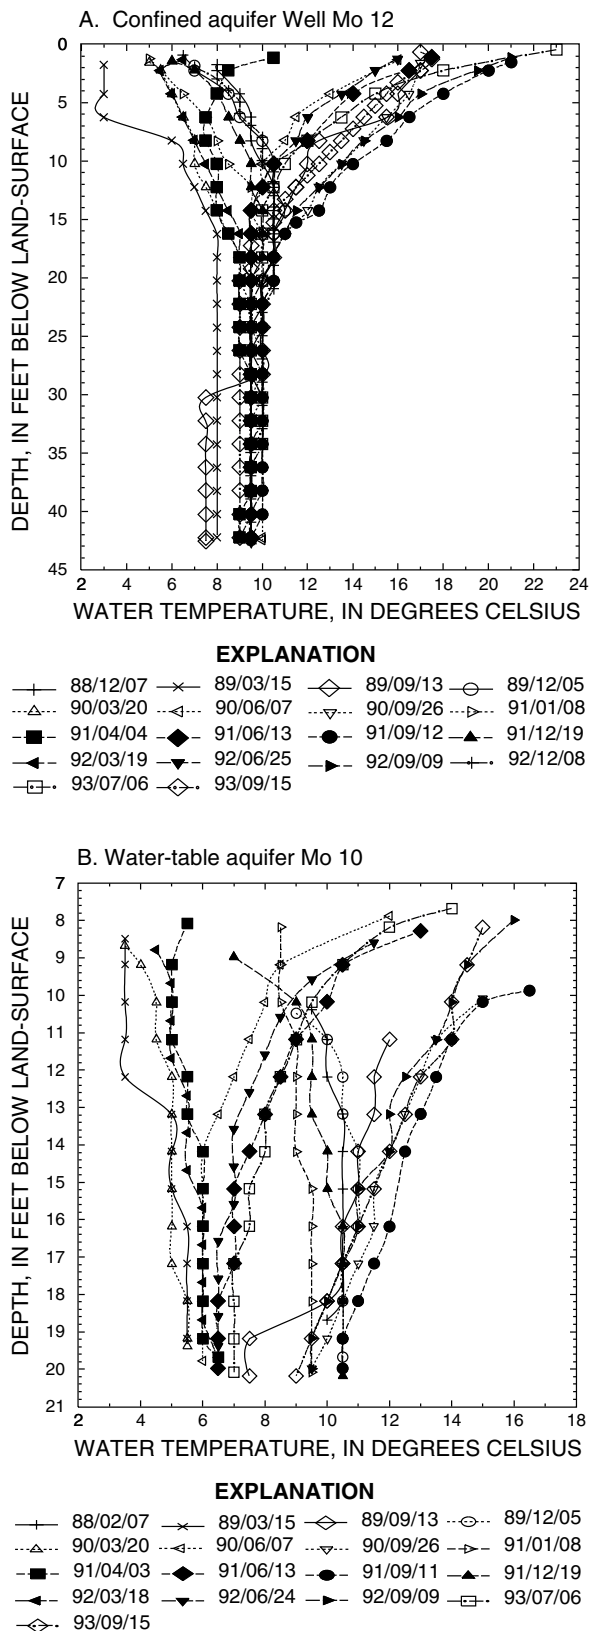 A. Confined aquifer Well Mo 12
0
5
10
15
20
25
30
35
40
45
DEPTH, IN FEET BELOW LAND-SURFACE
2 4 6 8 10 12 14 16 18 20 22 24
WATER TEMPERATURE, IN DEGREES CELSIUS
EXPLANATION
88/12/07 89/03/15 89/09/13 89/12/05
90/03/20 90/06/07 90/09/26 91/01/08
91/04/04 91/06/13 91/09/12 91/12/19
92/03/19 92/06/25 92/09/09 92/12/08
93/07/06 93/09/15
B. Water-table aquifer Mo 10
7
8
9
10
11
12
13
14
15
16
17
18
19
20
21
DEPTH, IN FEET BELOW LAND-SURFACE
2 4 6 8 10 12 14 16 18
WATER TEMPERATURE, IN DEGREES CELSIUS
EXPLANATION
88/02/07 89/03/15 89/09/13 89/12/05
90/03/20 90/06/07 90/09/26 91/01/08
91/04/03 91/06/13 91/09/11 91/12/19
92/03/18 92/06/24 92/09/09 93/07/06
93/09/15